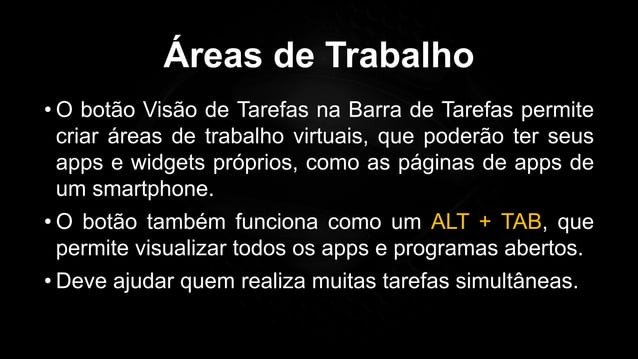 Áreas de Trabalho
• O botão Visão de Tarefas na Barra de Tarefas permite
criar áreas de trabalho virtuais, que poderão ter seus
apps e widgets próprios, como as páginas de apps de
um smartphone.
• O botão também funciona como um ALT + TAB, que
permite visualizar todos os apps e programas abertos.
• Deve ajudar quem realiza muitas tarefas simultâneas.